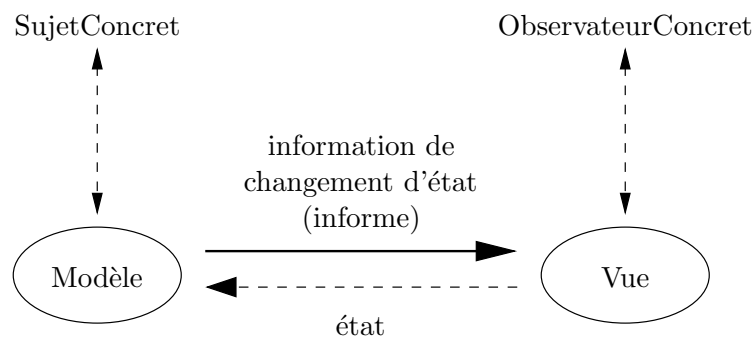 SujetConcret
ObservateurConcret
information de
changement d'état
(informe)
Modèle
Vue
état